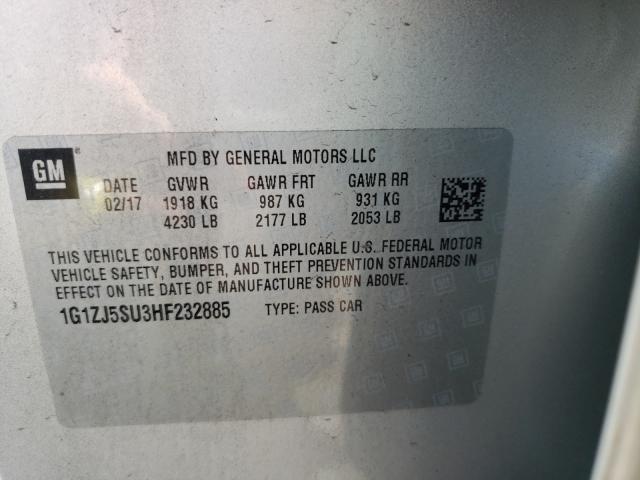 GM
MFD BY GENERAL MOTORS LLC
DATE GVWR GAWR FRT GAWR RR
02/17 1918 KG 987 KG 931 KG
4230 LB 2177 LB 2053 LB
THIS VEHICLE CONFORMS TO ALL APPLICABLE U.S. FEDERAL MOTOR
VEHICLE SAFETY, BUMPER, AND THEFT PREVENTION STANDARDS IN
EFFECT ON THE DATE OF MANUFACTURE SHOWN ABOVE.
1G1ZJ5SU3HF232885 TYPE: PASS CAR